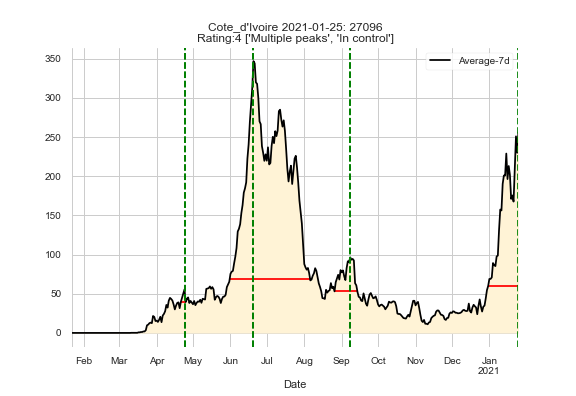 Cote_d'Ivoire 2021-01-25: 27096
Rating:4 ['Multiple peaks', 'In control']
Average-7d
350
300
250
200
150
100
50
0
Feb Mar Apr May Jun Jul Aug Sep Oct Nov Dec Jan
2021
Date